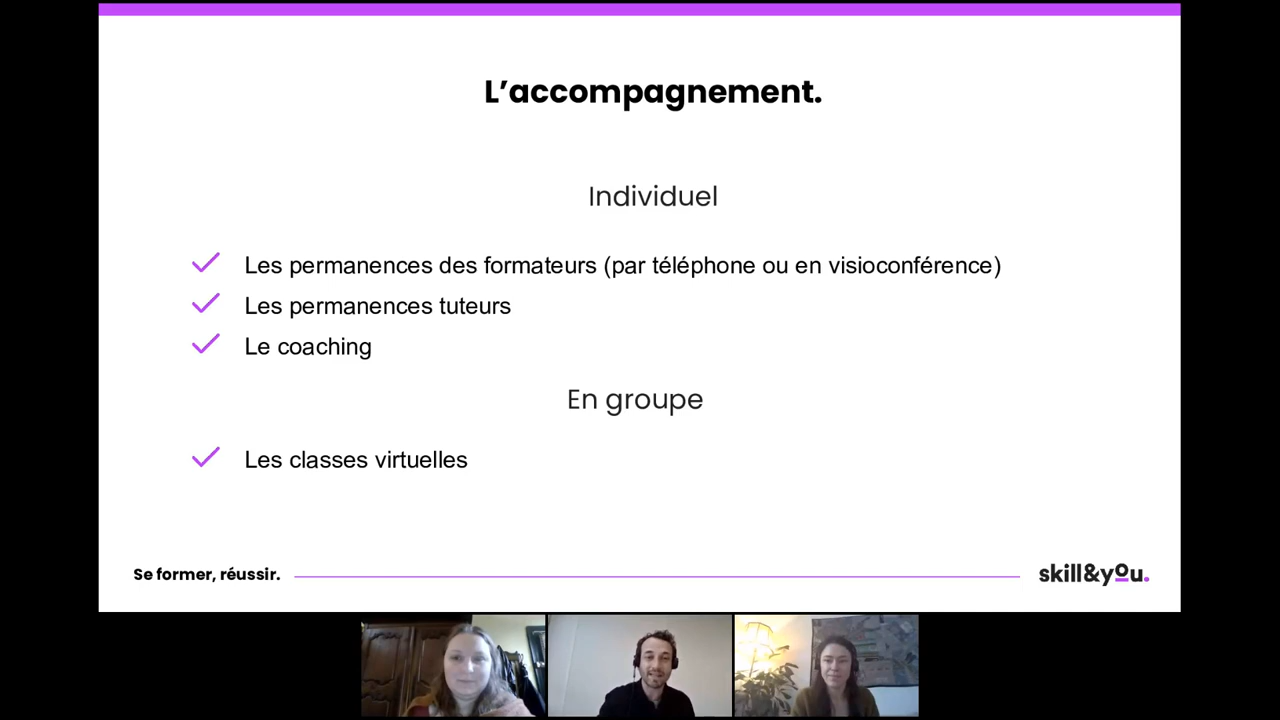 L’accompagnement.
Individuel
Les permanences des formateurs (par téléphone ou en visioconférence)
Les permanences tuteurs
Le coaching
En groupe
Les classes virtuelles
Se former, réussir.
skill&you.